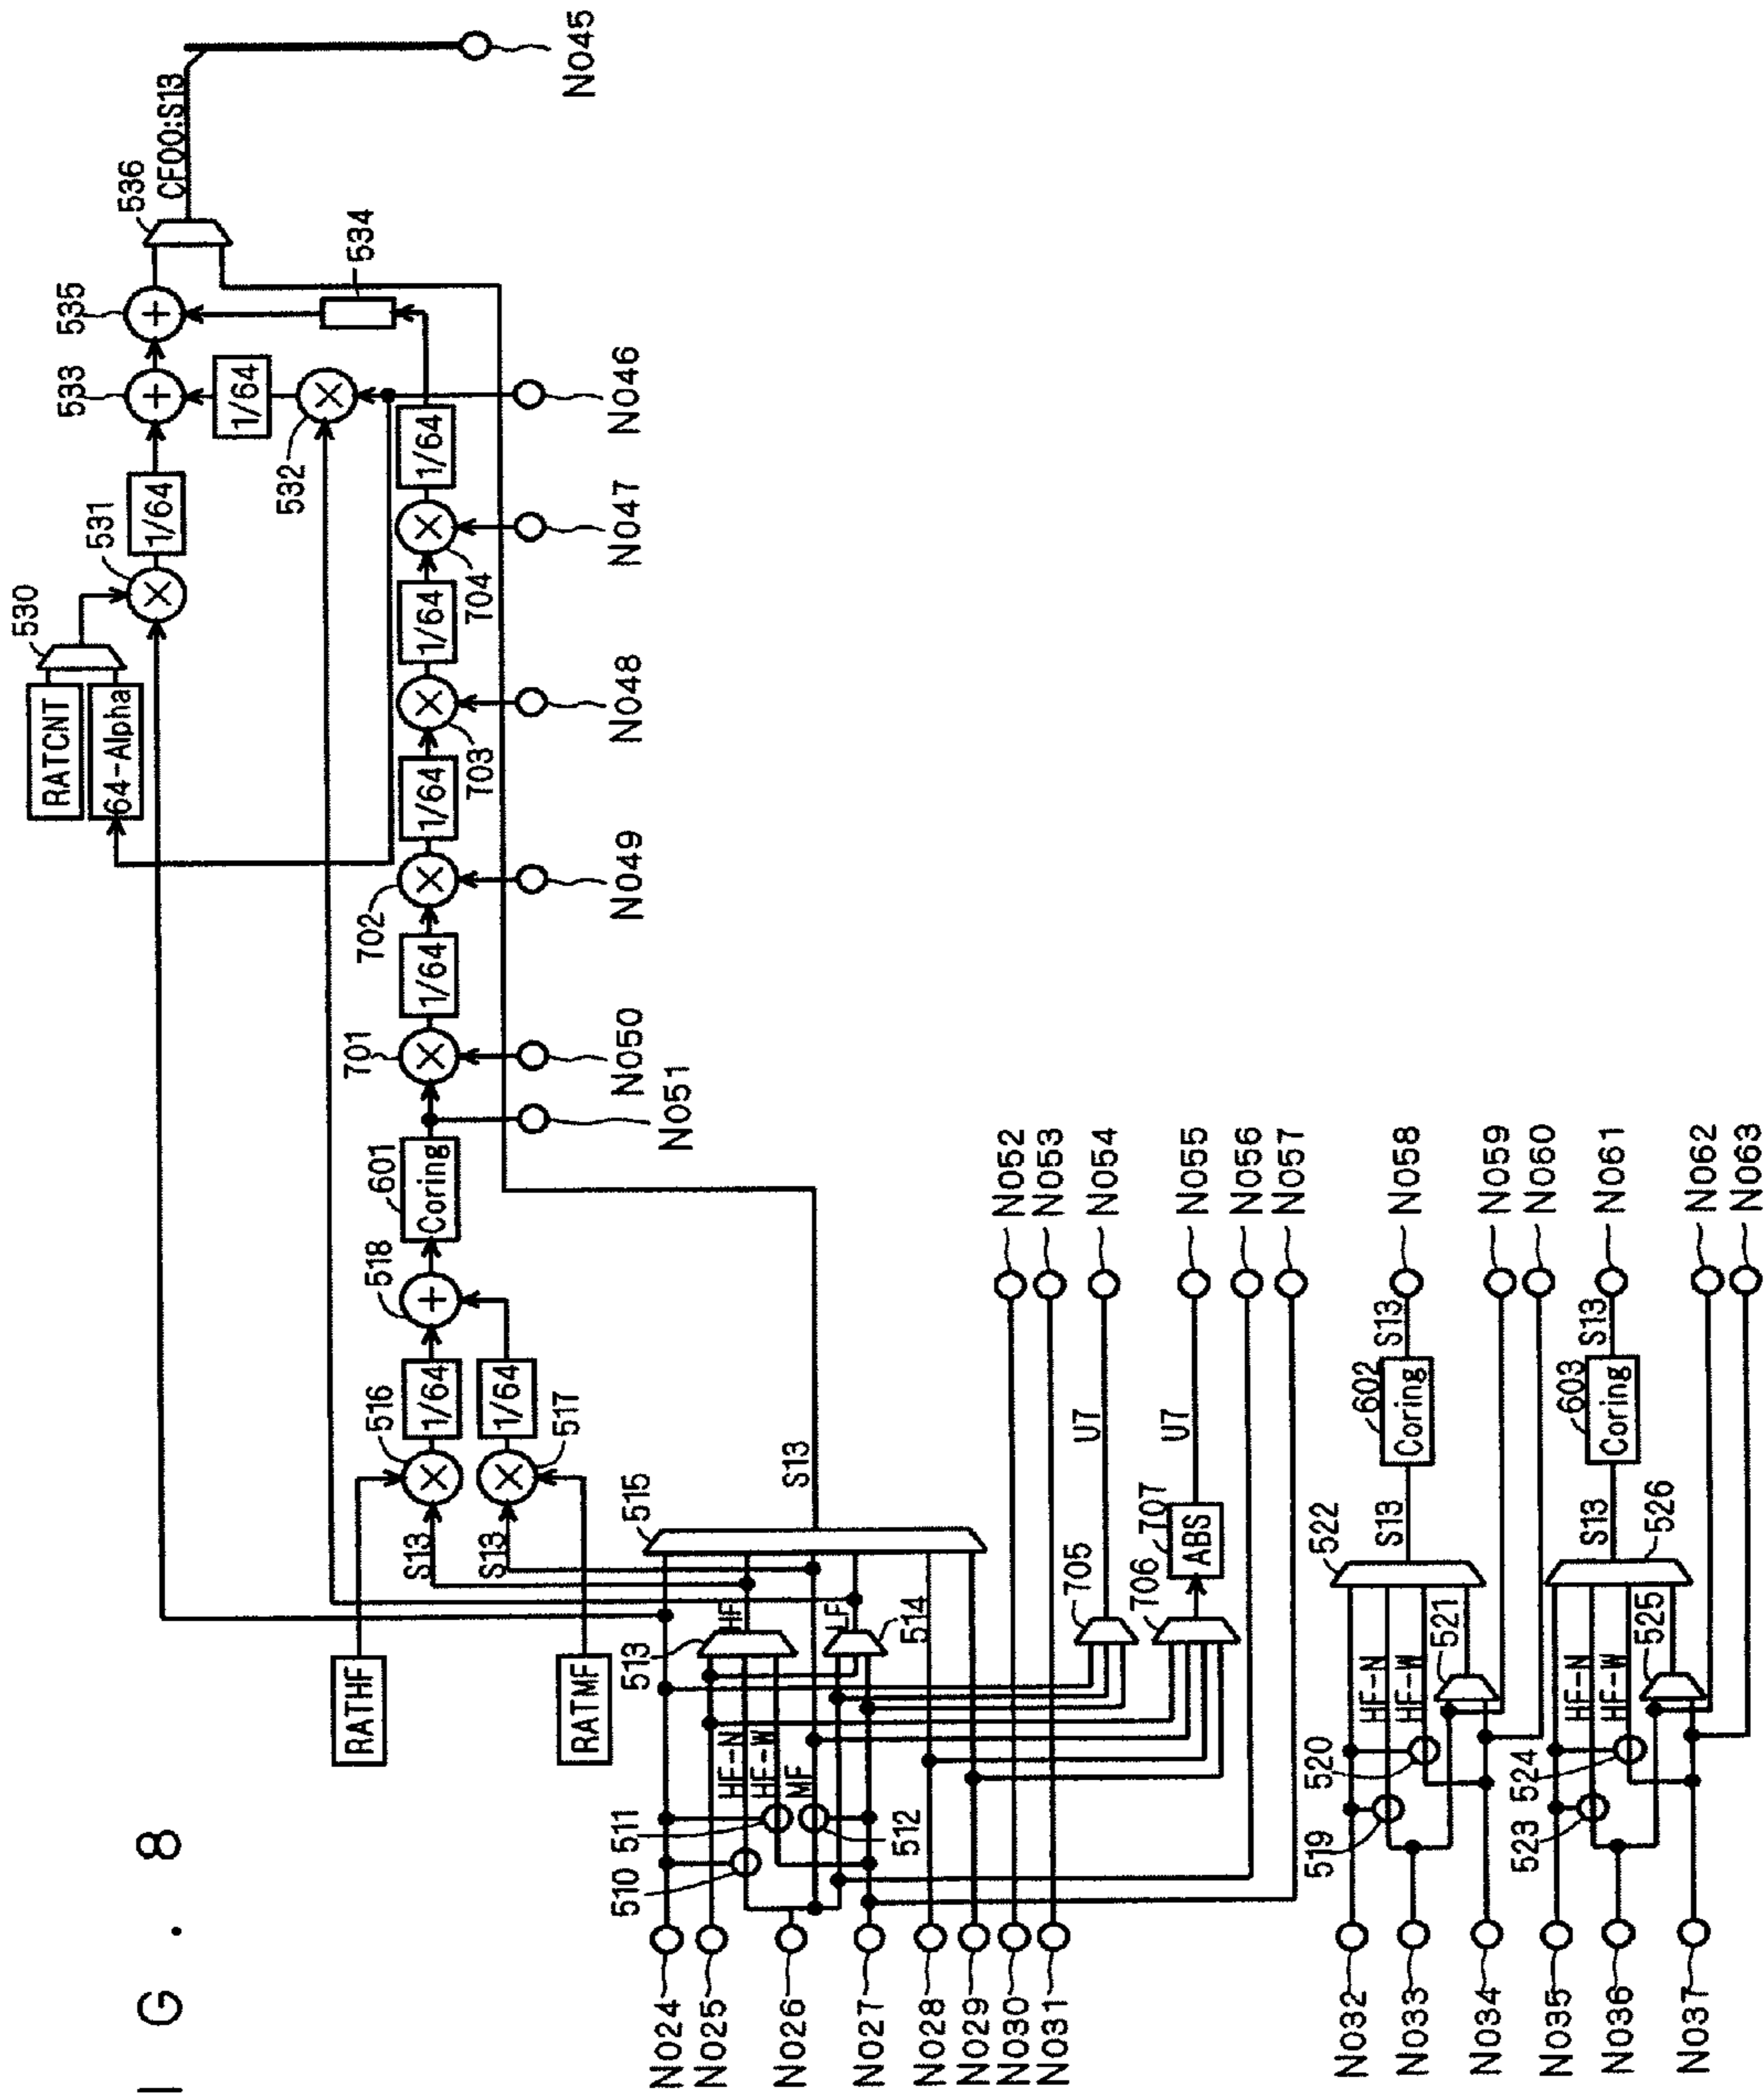 I G . 8
N045
CF00:S13
536
535
534
533
1/64
532
N046
1/64
531
1/64
N047
530
704
RATCNT
64-Alpha
1/64
N048
703
1/64
N049
702
1/64
701
N050
N051
601
Coring
518
516
1/64
1/64
517
S13
S13
RATHF
RATMF
515
S13
HF
513
LF
514
HF-N
HF-W
MF
510
511
512
N024
N025
N026
N027
N028
N029
N030
N031
705
U7
706
707
ABS
U7
N052
N053
N054
N055
N056
N057
522
S13
602
Coring
S13
N058
HF-N
HF-W
521
520
519
N059
N060
526
S13
603
Coring
S13
N061
HF-N
HF-W
525
524
523
N062
N063
N032
N033
N034
N035
N036
N037